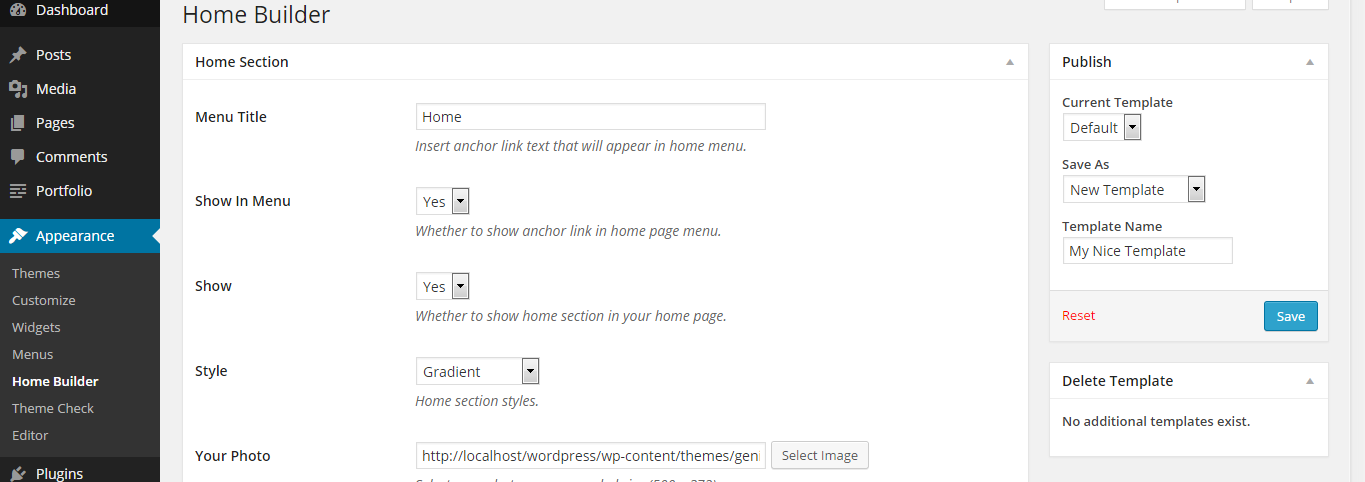 Dashboard
Posts
Media
Pages
Comments
Portfolio
Appearance
Themes
Customize
Widgets
Menus
Home Builder
Theme Check
Editor
Plugins
Home Builder
Home Section
Menu Title
Home
Insert anchor link text that will appear in home menu.
Show In Menu
Yes
Whether to show anchor link in home page menu.
Show
Yes
Whether to show home section in your home page.
Style
Gradient
Home section styles.
Your Photo
http://localhost/wordpress/wp-content/themes/geni
Select Image
Publish
Current Template
Default
Save As
New Template
Template Name
My Nice Template
Reset
Save
Delete Template
No additional templates exist.